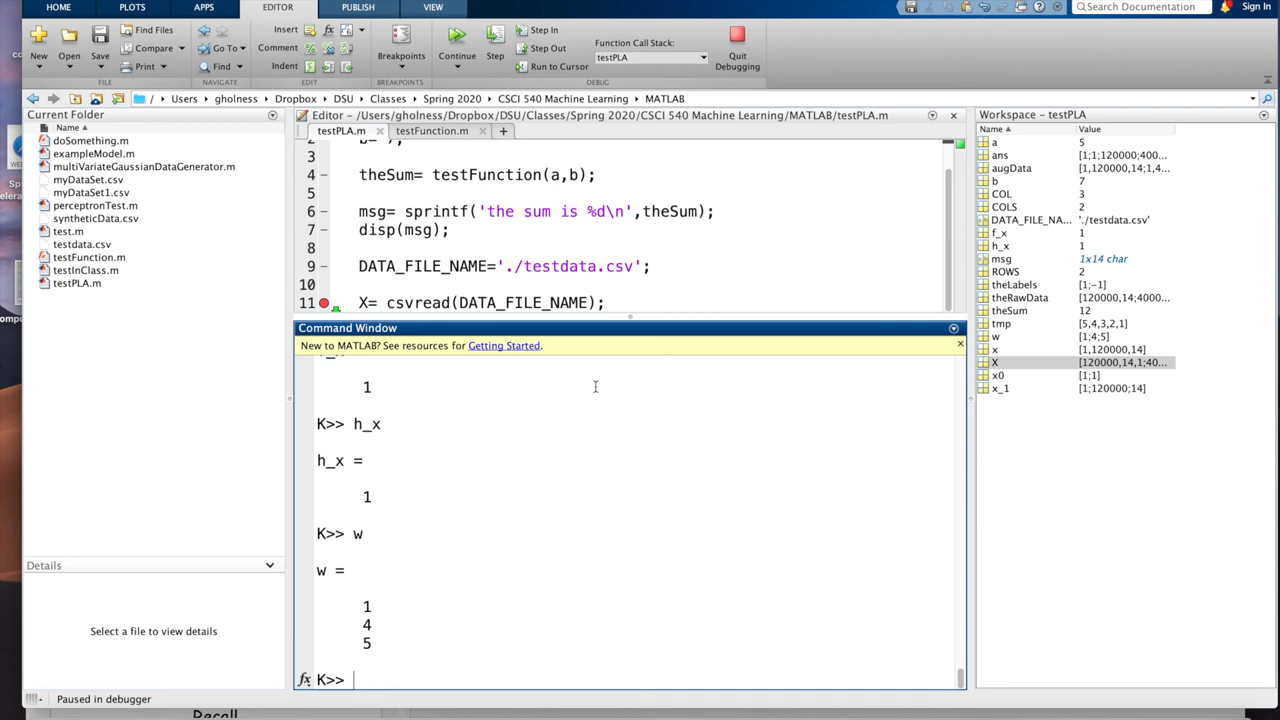 HOME PLOTS APPS EDITOR PUBLISH VIEW Search Documentation Sign In
New Open Save Find Files Compare Print Go To Find Insert Comment Indent fx Breakpoints Continue Step Step In Step Out Run to Cursor Function Call Stack: testPLA Quit Debugging
FILE NAVIGATE EDIT BREAKPOINTS DEBUG
/ Users gholness Dropbox DSU Classes Spring 2020 CSCI 540 Machine Learning MATLAB
Current Folder
Name
doSomething.m
exampleModel.m
multiVariateGaussianDataGenerator.m
myDataSet.csv
myDataSet1.csv
perceptronTest.m
syntheticData.csv
test.m
testdata.csv
testFunction.m
testInClass.m
testPLA.m
Details
Select a file to view details
Editor - /Users/gholness/Dropbox/DSU/Classes/Spring 2020/CSCI 540 Machine Learning/MATLAB/testPLA.m
testPLA.m testFunction.m
2 b= 7;
3
4 theSum= testFunction(a,b);
5
6 msg= sprintf('the sum is %d\n',theSum);
7 disp(msg);
8
9 DATA_FILE_NAME='./testdata.csv';
10
11 X= csvread(DATA_FILE_NAME);
Command Window
New to MATLAB? See resources for Getting Started.
1
K>> h_x
h_x =
1
K>> w
w =
1
4
5
fx K>>
Workspace - testPLA
Name Value
a 5
ans [1;1;120000;400...
augData [1,120000,14;1,4...
b 7
COL 3
COLS 2
DATA_FILE_NA... './testdata.csv'
f_x 1
h_x 1
msg 1x14 char
ROWS 2
theLabels [1;-1]
theRawData [120000,14;4000...
theSum 12
tmp [5,4,3,2,1]
w [1;4;5]
x [1,120000,14]
X [120000,14,1;40...
x0 [1;1]
x_1 [1;120000;14]
Paused in debugger
Recall